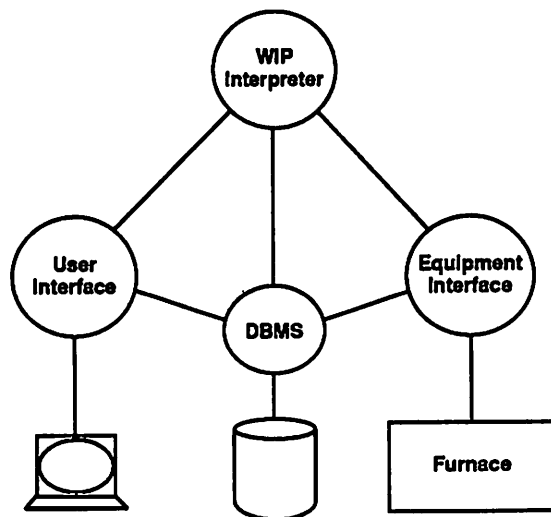 WIP
Interpreter
User
Interface
Equipment
Interface
DBMS
Furnace